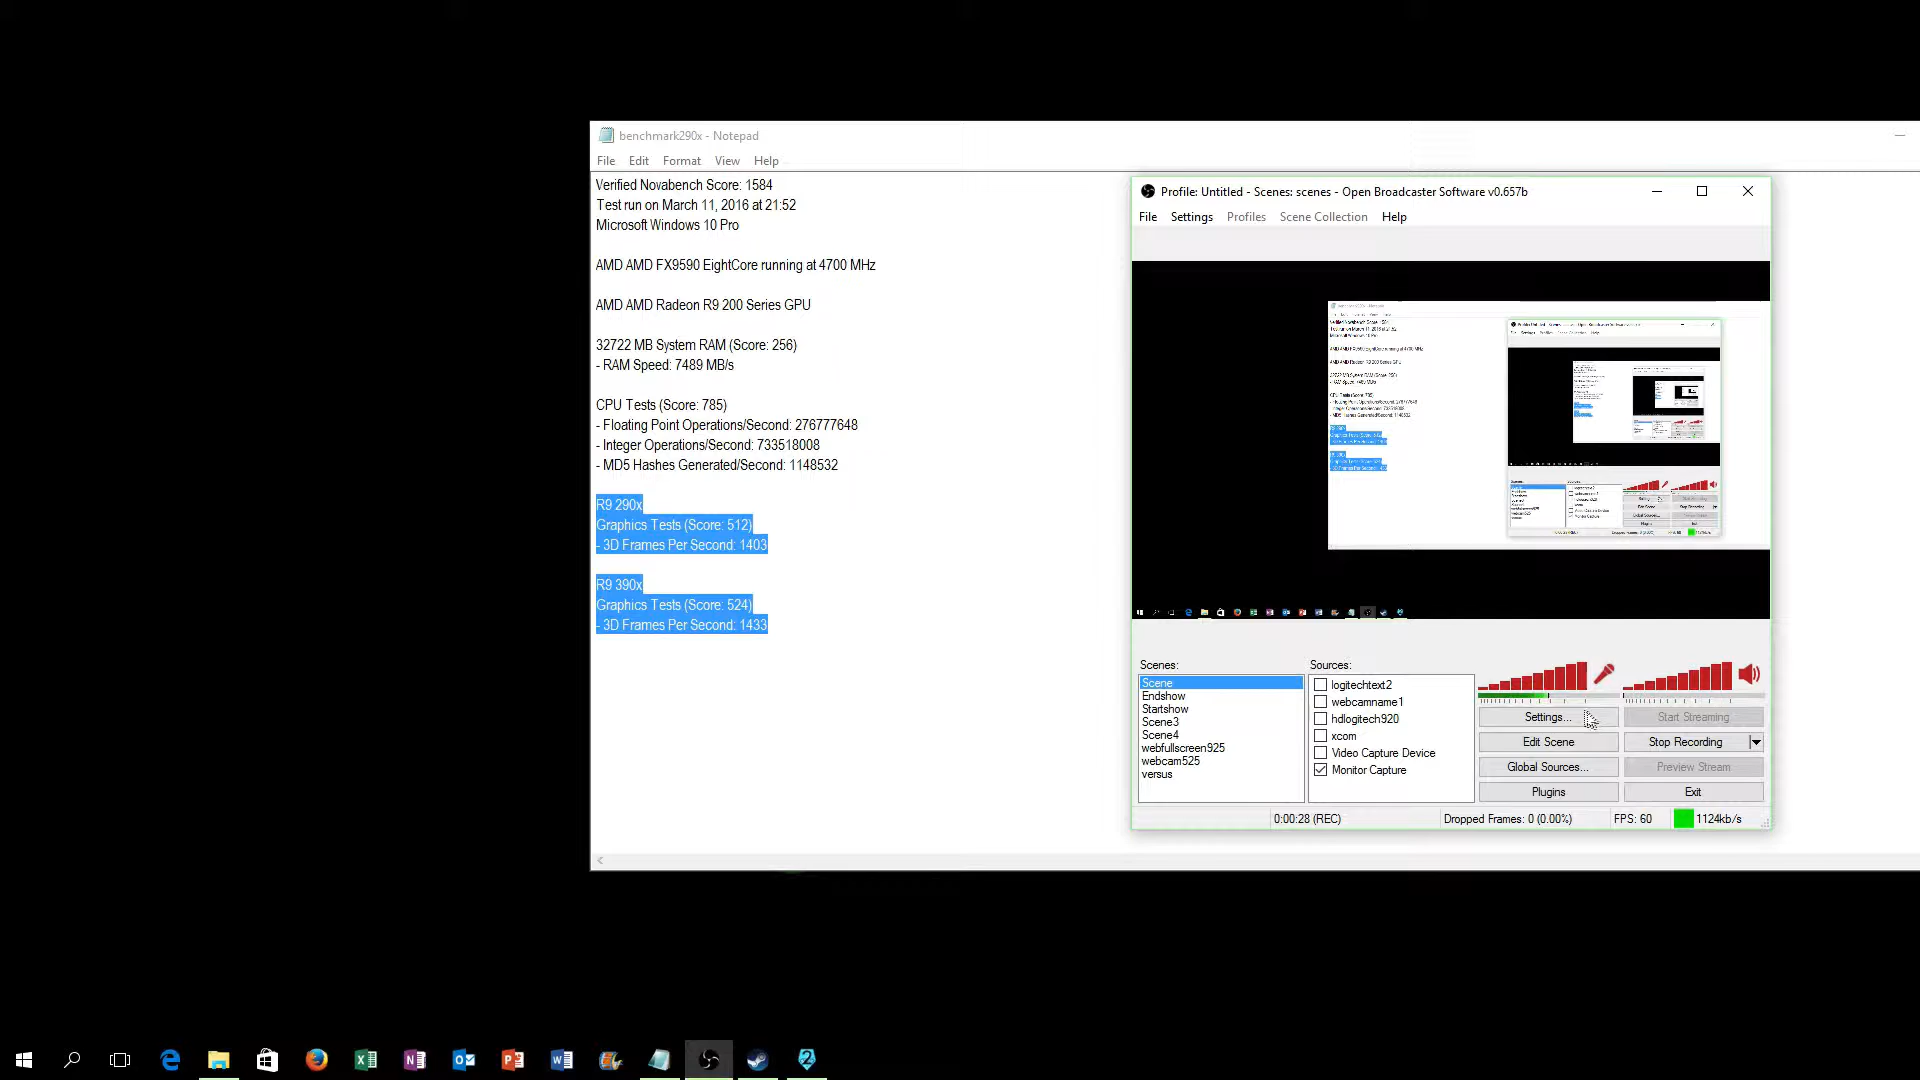 benchmark290x - Notepad
File Edit Format View Help
Verified Novabench Score: 1584
Test run on March 11, 2016 at 21:52
Microsoft Windows 10 Pro
AMD AMD FX9590 EightCore running at 4700 MHz
AMD AMD Radeon R9 200 Series GPU
32722 MB System RAM (Score: 256)
- RAM Speed: 7489 MB/s
CPU Tests (Score: 785)
- Floating Point Operations/Second: 276777648
- Integer Operations/Second: 733518008
- MD5 Hashes Generated/Second: 1148532
R9 290x
Graphics Tests (Score: 512)
- 3D Frames Per Second: 1403
R9 390x
Graphics Tests (Score: 524)
- 3D Frames Per Second: 1433
Profile: Untitled - Scenes: scenes - Open Broadcaster Software v0.657b
File Settings Profiles Scene Collection Help
Scenes:
Scene
Endshow
Startshow
Scene3
Scene4
webfullscreen925
webcam525
versus
Sources:
logitechtext2
webcamname1
hdlogitech920
xcom
Video Capture Device
Monitor Capture
Settings... Start Streaming
Edit Scene Stop Recording
Global Sources... Preview Stream
Plugins Exit
0:00:28 (REC) Dropped Frames: 0 (0.00%) FPS: 60 1124kb/s